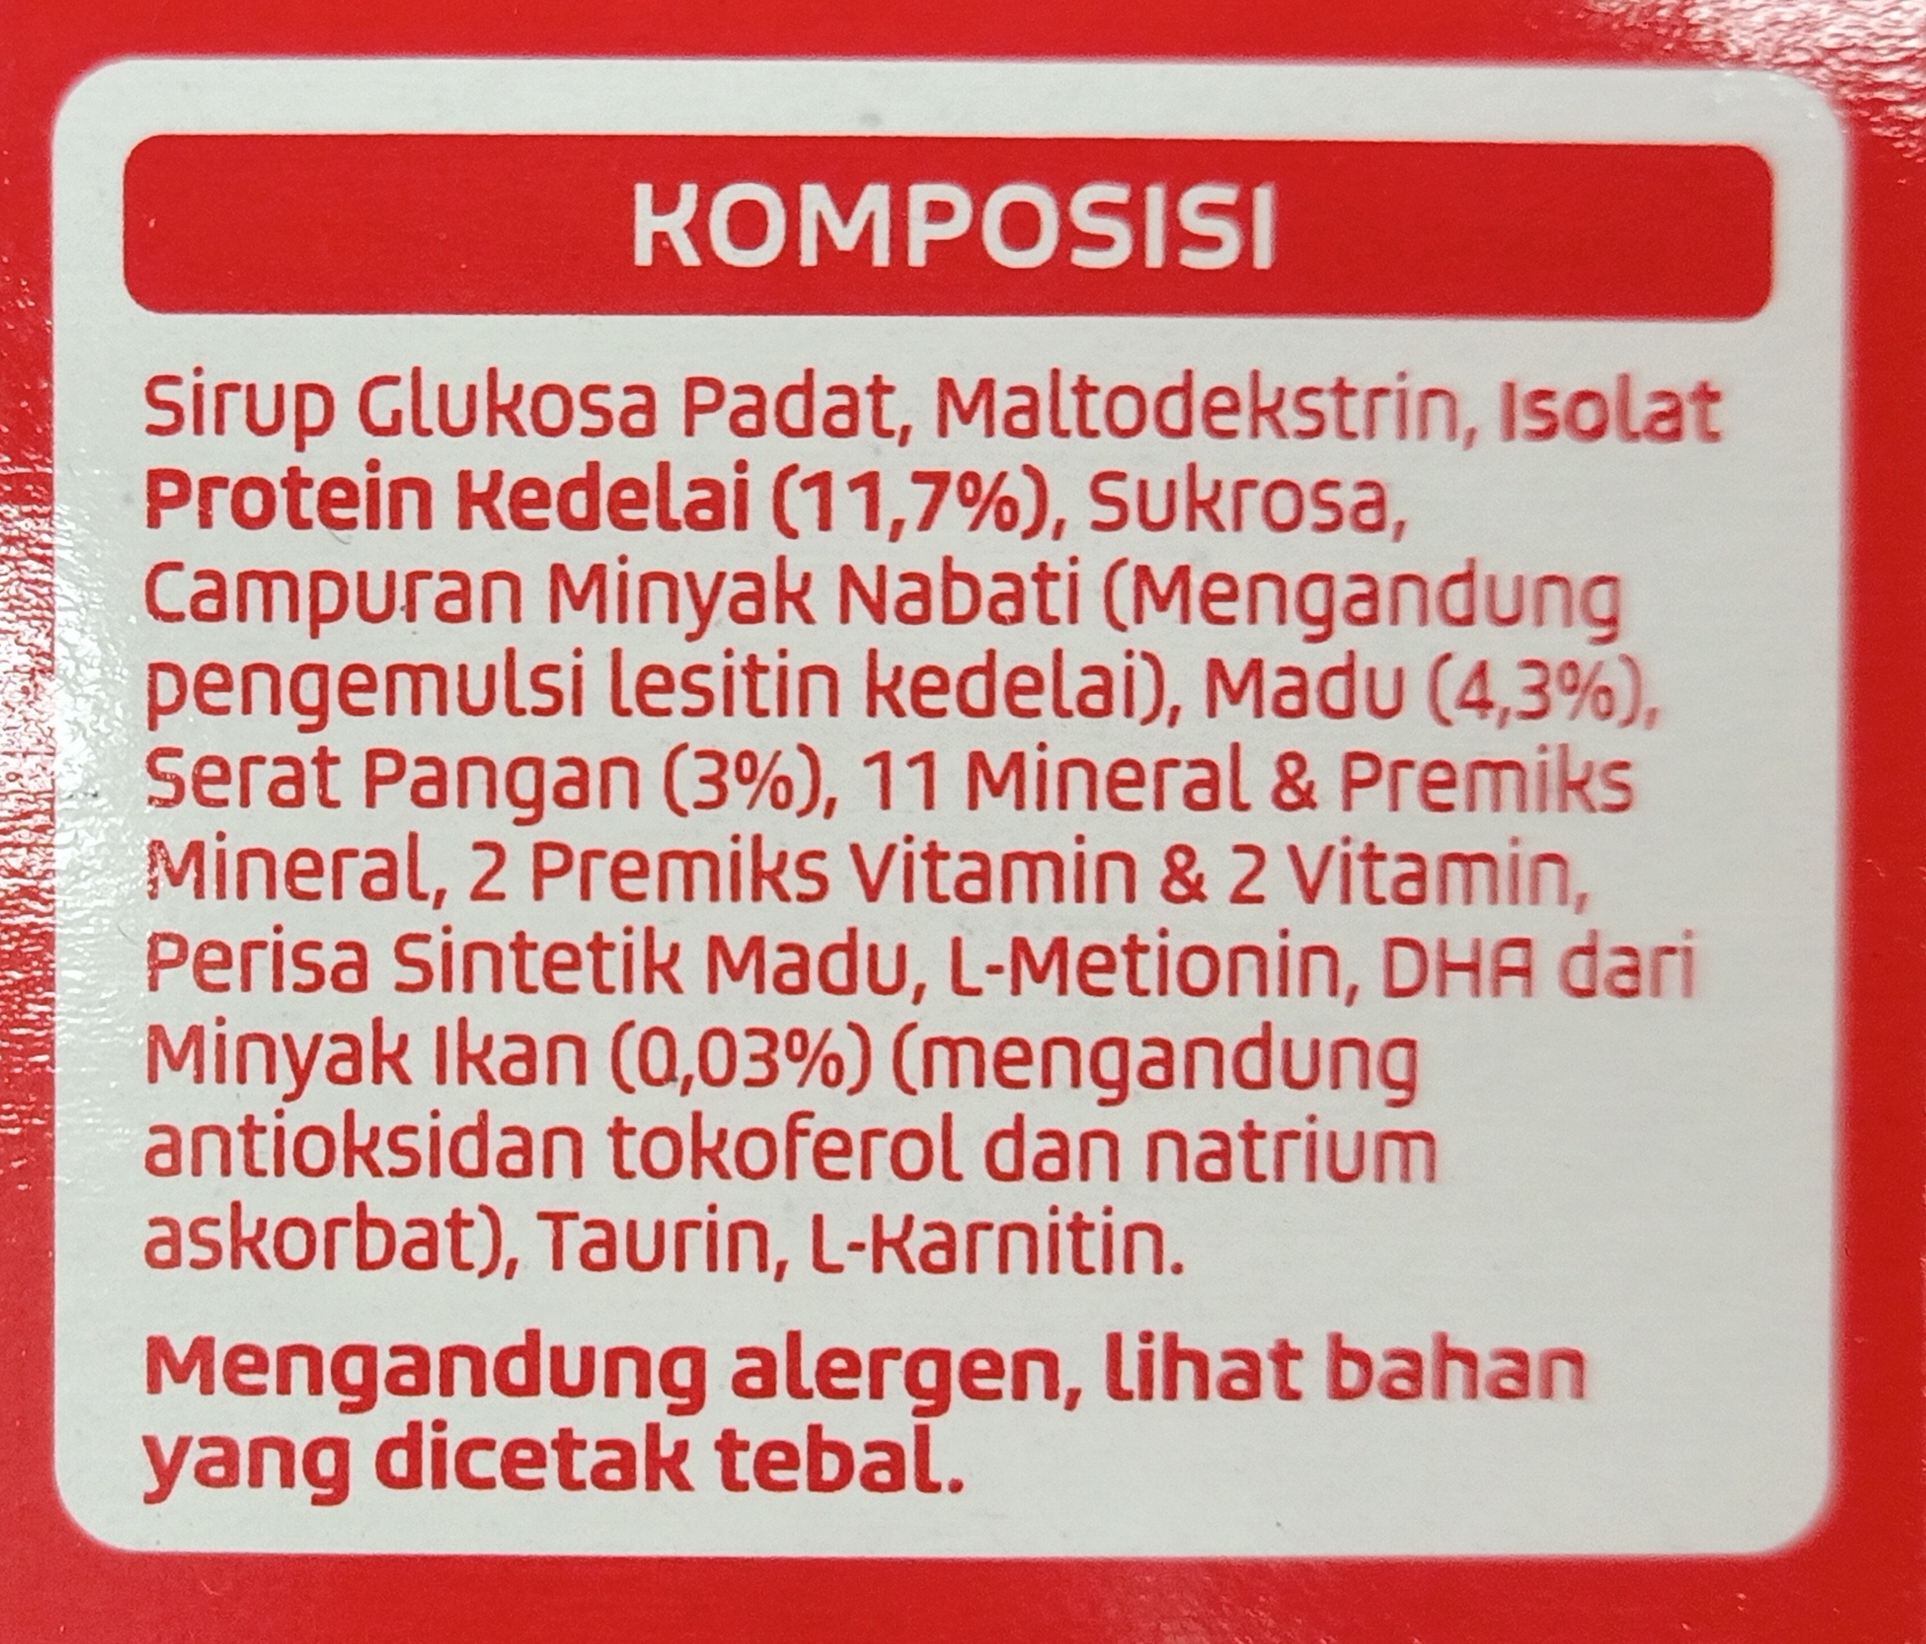 KOMPOSISI
Sirup Glukosa Padat, Maltodekstrin, Isolat
Protein Kedelai (11,7%), Sukrosa,
Campuran Minyak Nabati (Mengandung
pengemulsi lesitin kedelai), Madu (4,3%),
Serat Pangan (3%), 11 Mineral & Premiks
Mineral, 2 Premiks Vitamin & 2 Vitamin,
Perisa Sintetik Madu, L-Metionin, DHA dari
Minyak Ikan (0,03%) (mengandung
antioksidan tokoferol dan natrium
askorbat), Taurin, L-Karnitin.
Mengandung alergen, lihat bahan
yang dicetak tebal.